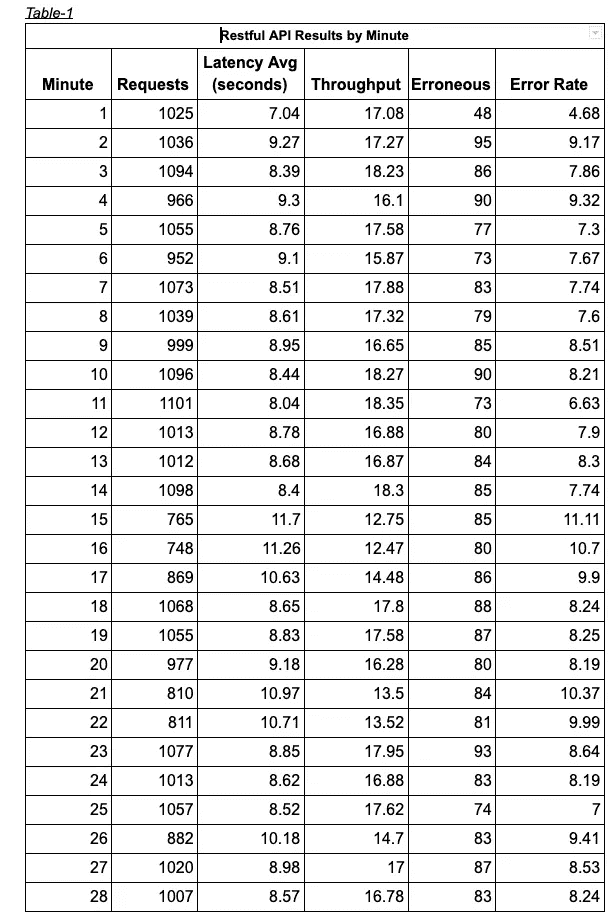 Table-1
Restful API Results by Minute
Minute Requests Latency Avg (seconds) Throughput Erroneous Error Rate
1 1025 7.04 17.08 48 4.68
2 1036 9.27 17.27 95 9.17
3 1094 8.39 18.23 86 7.86
4 966 9.3 16.1 90 9.32
5 1055 8.76 17.58 77 7.3
6 952 9.1 15.87 73 7.67
7 1073 8.51 17.88 83 7.74
8 1039 8.61 17.32 79 7.6
9 999 8.95 16.65 85 8.51
10 1096 8.44 18.27 90 8.21
11 1101 8.04 18.35 73 6.63
12 1013 8.78 16.88 80 7.9
13 1012 8.68 16.87 84 8.3
14 1098 8.4 18.3 85 7.74
15 765 11.7 12.75 85 11.11
16 748 11.26 12.47 80 10.7
17 869 10.63 14.48 86 9.9
18 1068 8.65 17.8 88 8.24
19 1055 8.83 17.58 87 8.25
20 977 9.18 16.28 80 8.19
21 810 10.97 13.5 84 10.37
22 811 10.71 13.52 81 9.99
23 1077 8.85 17.95 93 8.64
24 1013 8.62 16.88 83 8.19
25 1057 8.52 17.62 74 7
26 882 10.18 14.7 83 9.41
27 1020 8.98 17 87 8.53
28 1007 8.57 16.78 83 8.24